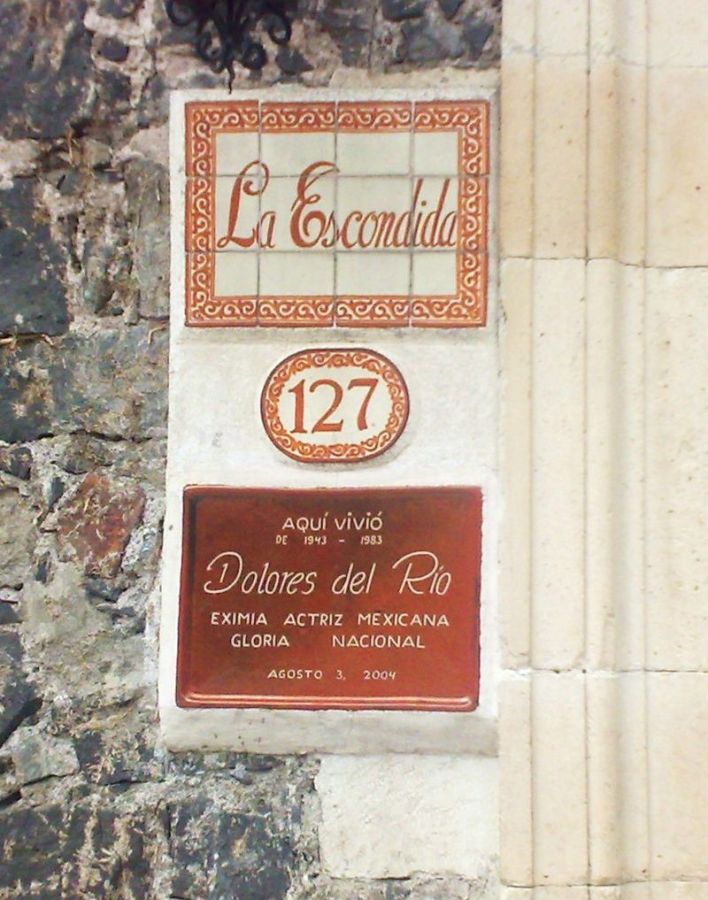 La Escondida
127
AQUÍ VIVIÓ
DE 1943 - 1983
Dolores del Río
EXIMIA ACTRIZ MEXICANA
GLORIA NACIONAL
AGOSTO 3, 2004